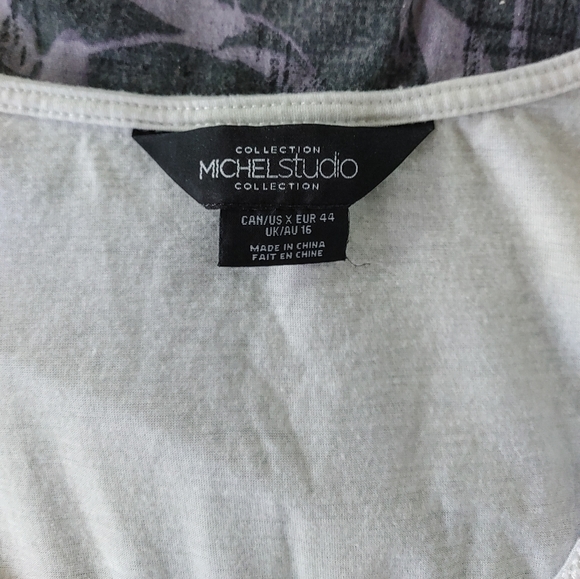 COLLECTION
MICHELStudio
COLLECTION
CAN/US X EUR 44
UK/AU 16
MADE IN CHINA
FAIT EN CHINE